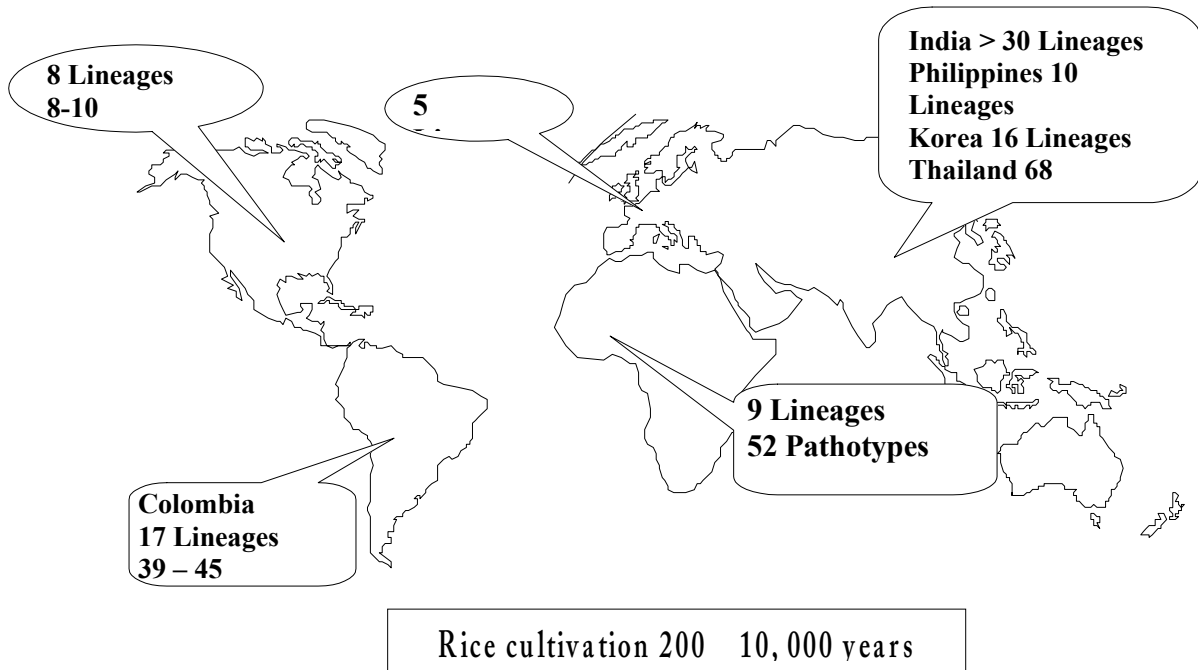 8 Lineages
8-10
5
India > 30 Lineages
Philippines 10
Lineages
Korea 16 Lineages
Thailand 68
9 Lineages
52 Pathotypes
Colombia
17 Lineages
39 – 45
Rice cultivation 200 10,000 years